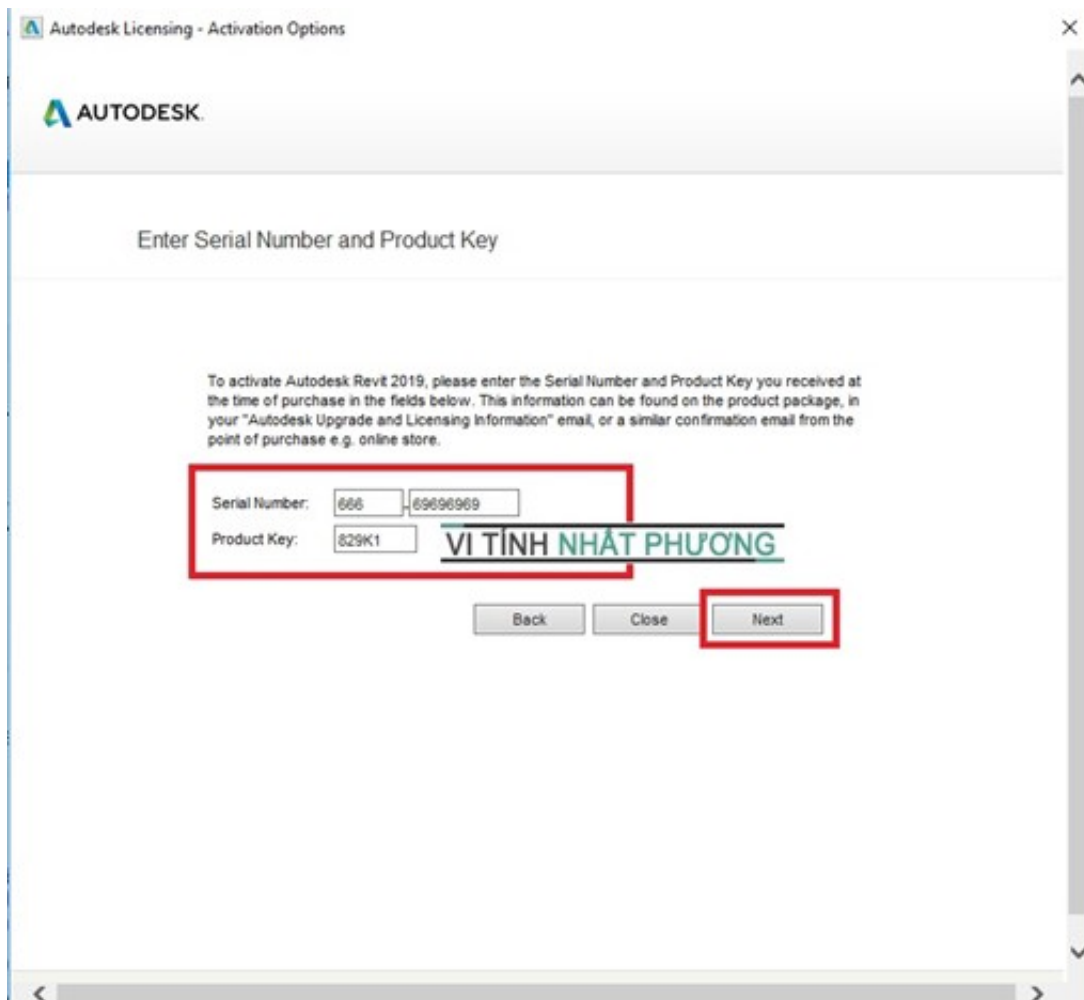 Autodesk Licensing - Activation Options
AUTODESK.
Enter Serial Number and Product Key
To activate Autodesk Revit 2019, please enter the Serial Number and Product Key you received at
the time of purchase in the fields below. This information can be found on the product package, in
your "Autodesk Upgrade and Licensing Information" email, or a similar confirmation email from the
point of purchase e.g. online store.
Serial Number: 666 - 69696969
Product Key: 829K1
VI TÍNH NHẤT PHƯƠNG
Back Close Next